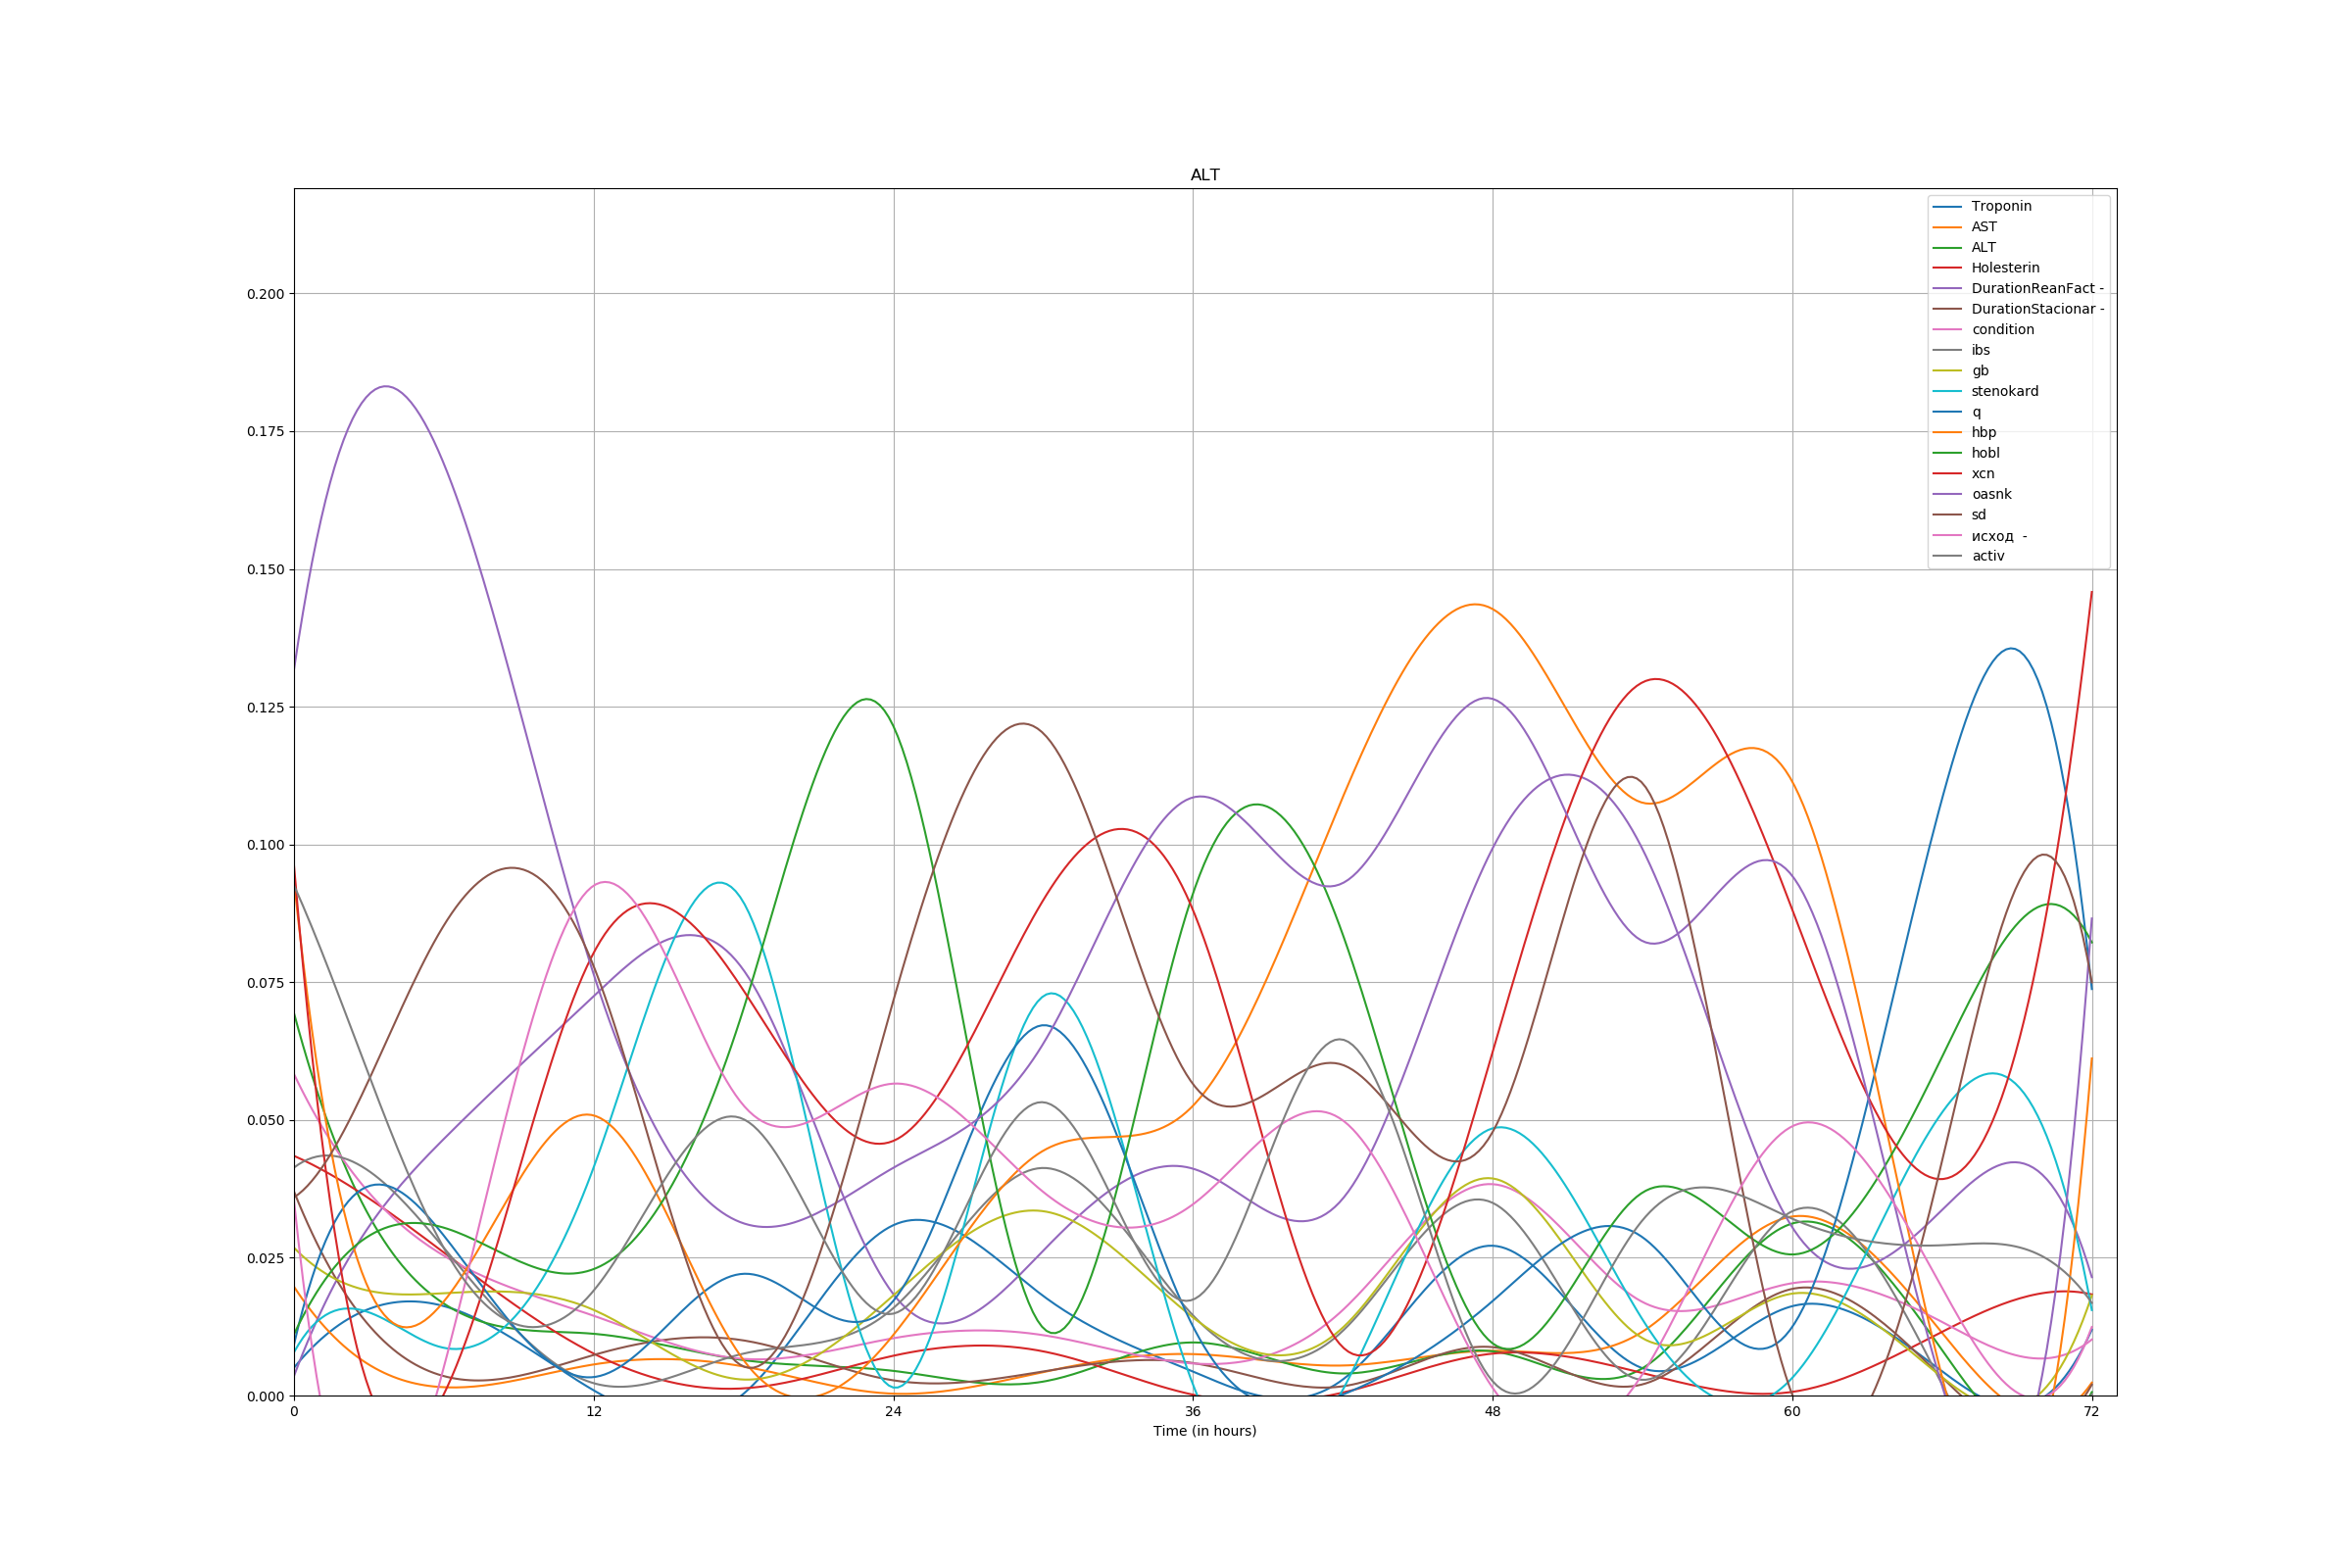 ALT
0.200
0.175
0.150
0.125
0.100
0.075
0.050
0.025
0.000
0 12 24 36 48 60 72
Time (in hours)
Troponin
AST
ALT
Holesterin
DurationReanFact -
DurationStacionar -
condition
ibs
gb
stenokard
q
hbp
hobl
xcn
oasnk
sd
исход  -
activ